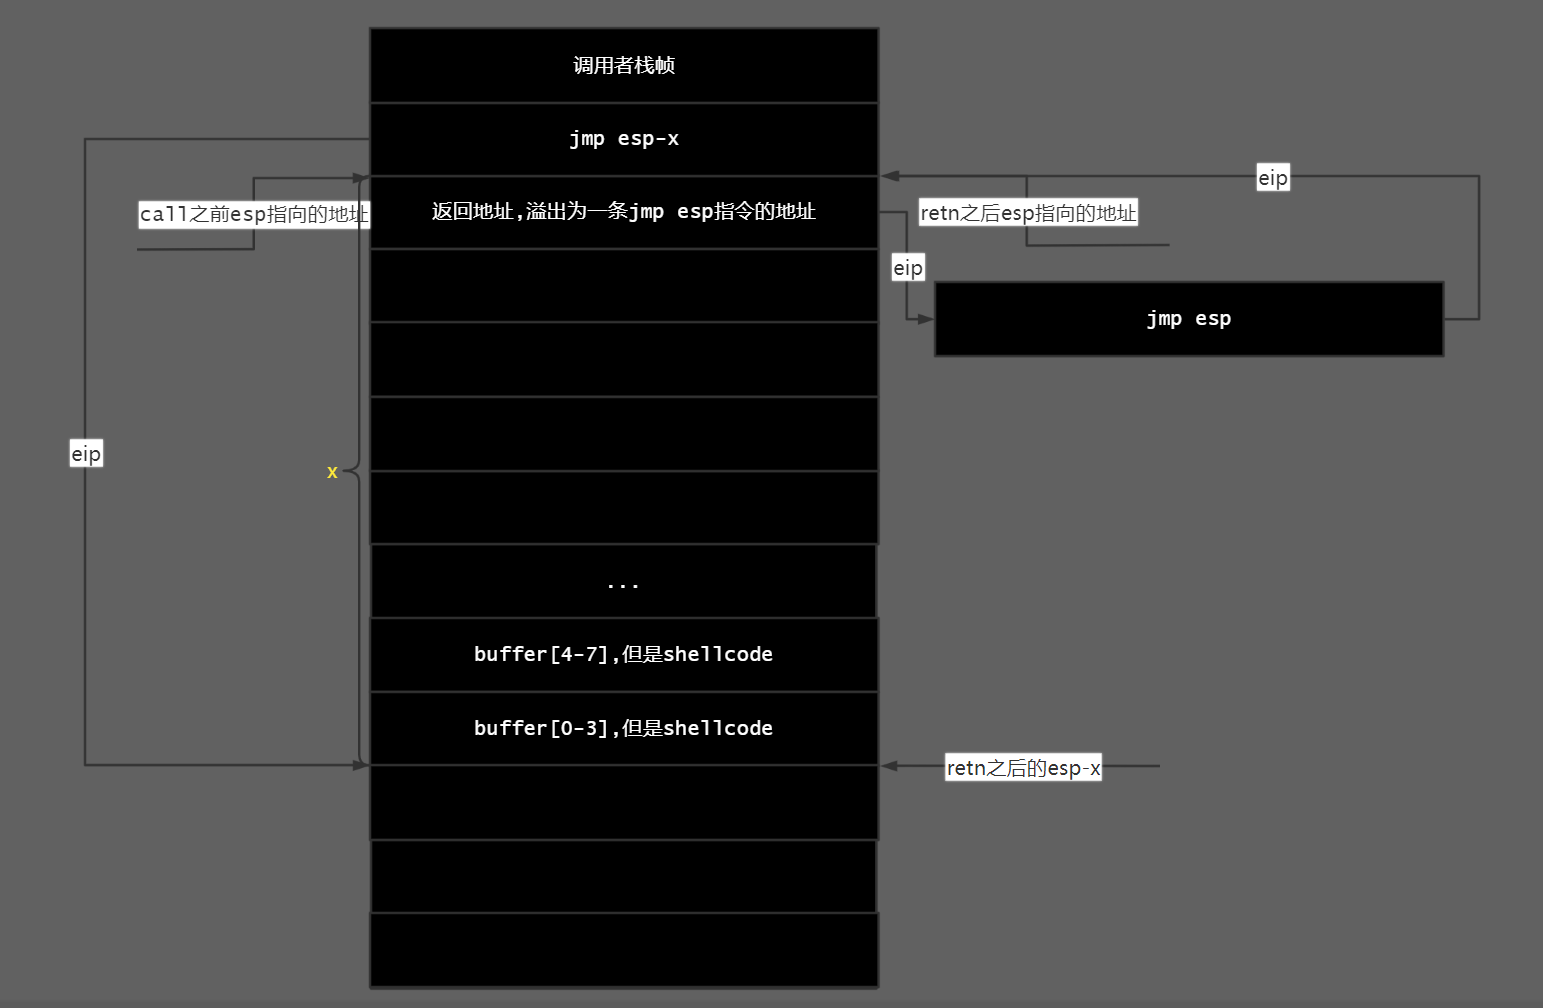 调用者栈帧
jmp esp-x
eip
call之前esp指向的地址
返回地址,溢出为一条jmp esp指令的地址
retn之后esp指向的地址
eip
jmp esp
eip
x
...
buffer[4-7],但是shellcode
buffer[0-3],但是shellcode
retn之后的esp-x